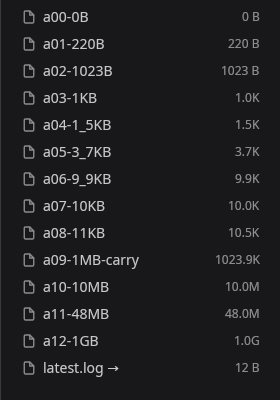 a00-0B 0 B
a01-220B 220 B
a02-1023B 1023 B
a03-1KB 1.0K
a04-1_5KB 1.5K
a05-3_7KB 3.7K
a06-9_9KB 9.9K
a07-10KB 10.0K
a08-11KB 10.5K
a09-1MB-carry 1023.9K
a10-10MB 10.0M
a11-48MB 48.0M
a12-1GB 1.0G
latest.log → 12 B